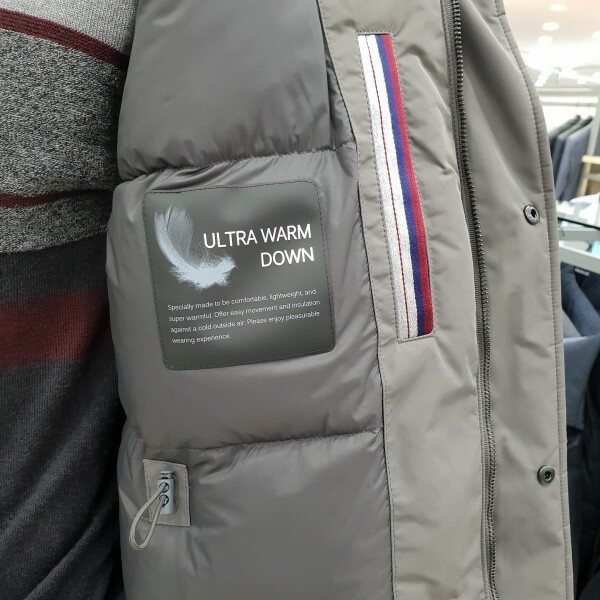 ULTRA WARM
DOWN
Specially made to be comfortable, lightweight, and
super warmful. Offer easy movement and insulation
against a cold outside air. Please enjoy pleasurable
wearing experience.